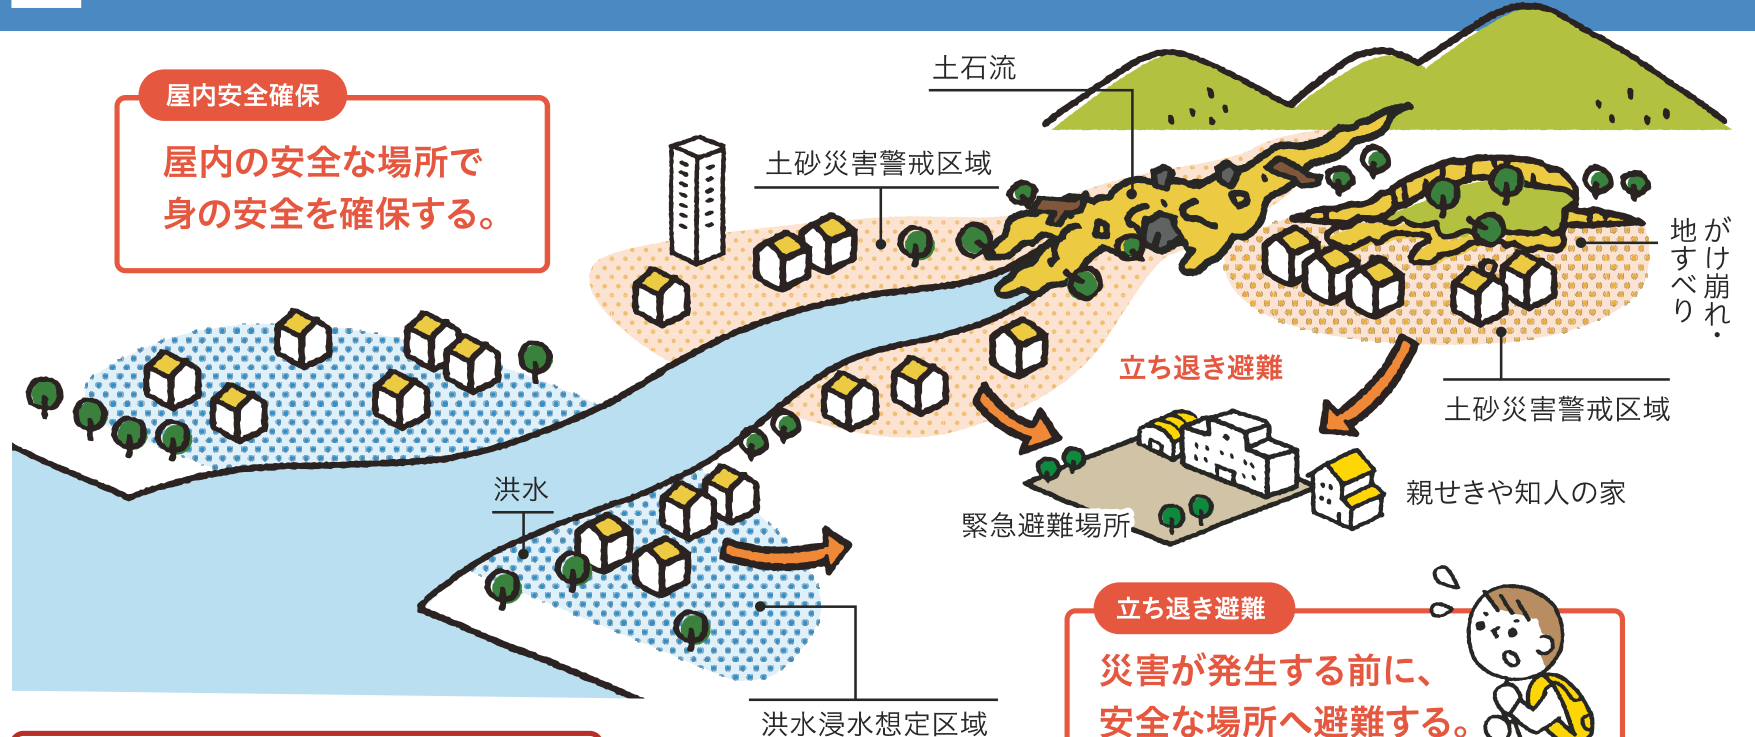 屋内安全確保
屋内の安全な場所で
身の安全を確保する。
土石流
土砂災害警戒区域
がけ崩れ・
地すべり
立ち退き避難
土砂災害警戒区域
洪水
緊急避難場所
親せきや知人の家
洪水浸水想定区域
立ち退き避難
災害が発生する前に、
安全な場所へ避難する。